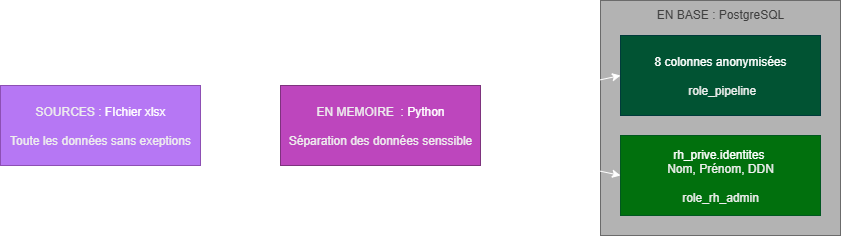 SOURCES : FIchier xlsx
Toute les données sans exeptions
EN MEMOIRE : Python
Séparation des données senssible
EN BASE : PostgreSQL
8 colonnes anonymisées
role_pipeline
rh_prive.identites
Nom, Prénom, DDN
role_rh_admin